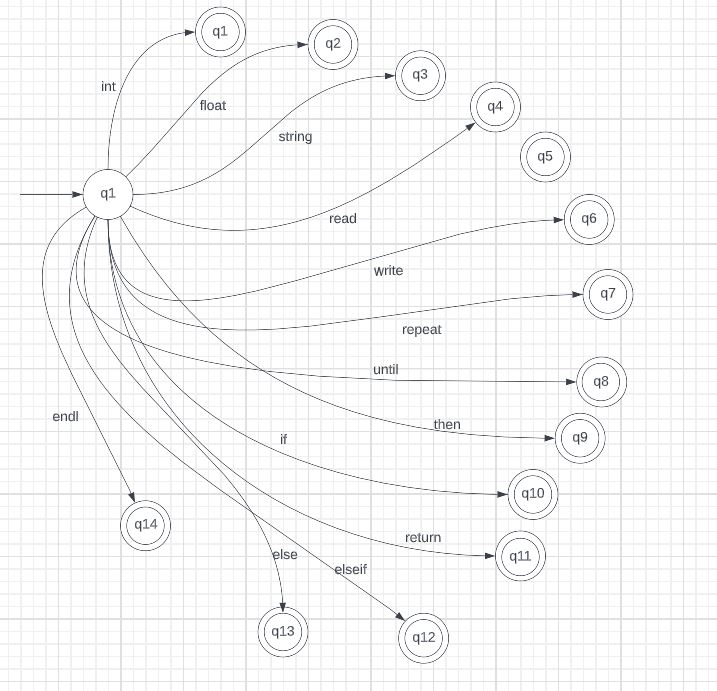 q1
int
q2
float
q3
string
q4
q5
q1
read
q6
write
q7
repeat
until
q8
endl
then
if
q9
q10
q14
return
else
q11
elseif
q13
q12